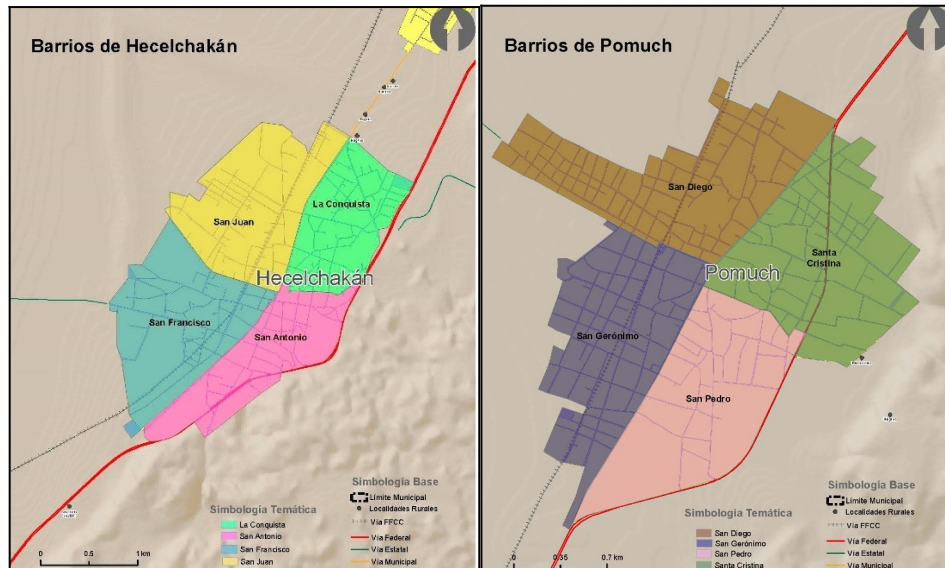 Barrios de Hecelchakán
San Juan
La Conquista
Hecelchakán
San Francisco
San Antonio
Simbología Temática
La Conquista
San Antonio
San Francisco
San Juan
Simbología Base
Límite Municipal
Localidades Rurales
Vía FFCC
Vía Federal
Vía Estatal
Vía Municipal
0 0.5 1 km
Barrios de Pomuch
San Diego
Santa
Cristina
Pomuch
San Gerónimo
San Pedro
Simbología Temática
San Diego
San Gerónimo
San Pedro
Santa Cristina
Simbología Base
Límite Municipal
Localidades Rurales
Vía FFCC
Vía Federal
Vía Estatal
Vía Municipal
0 0.35 0.7 km